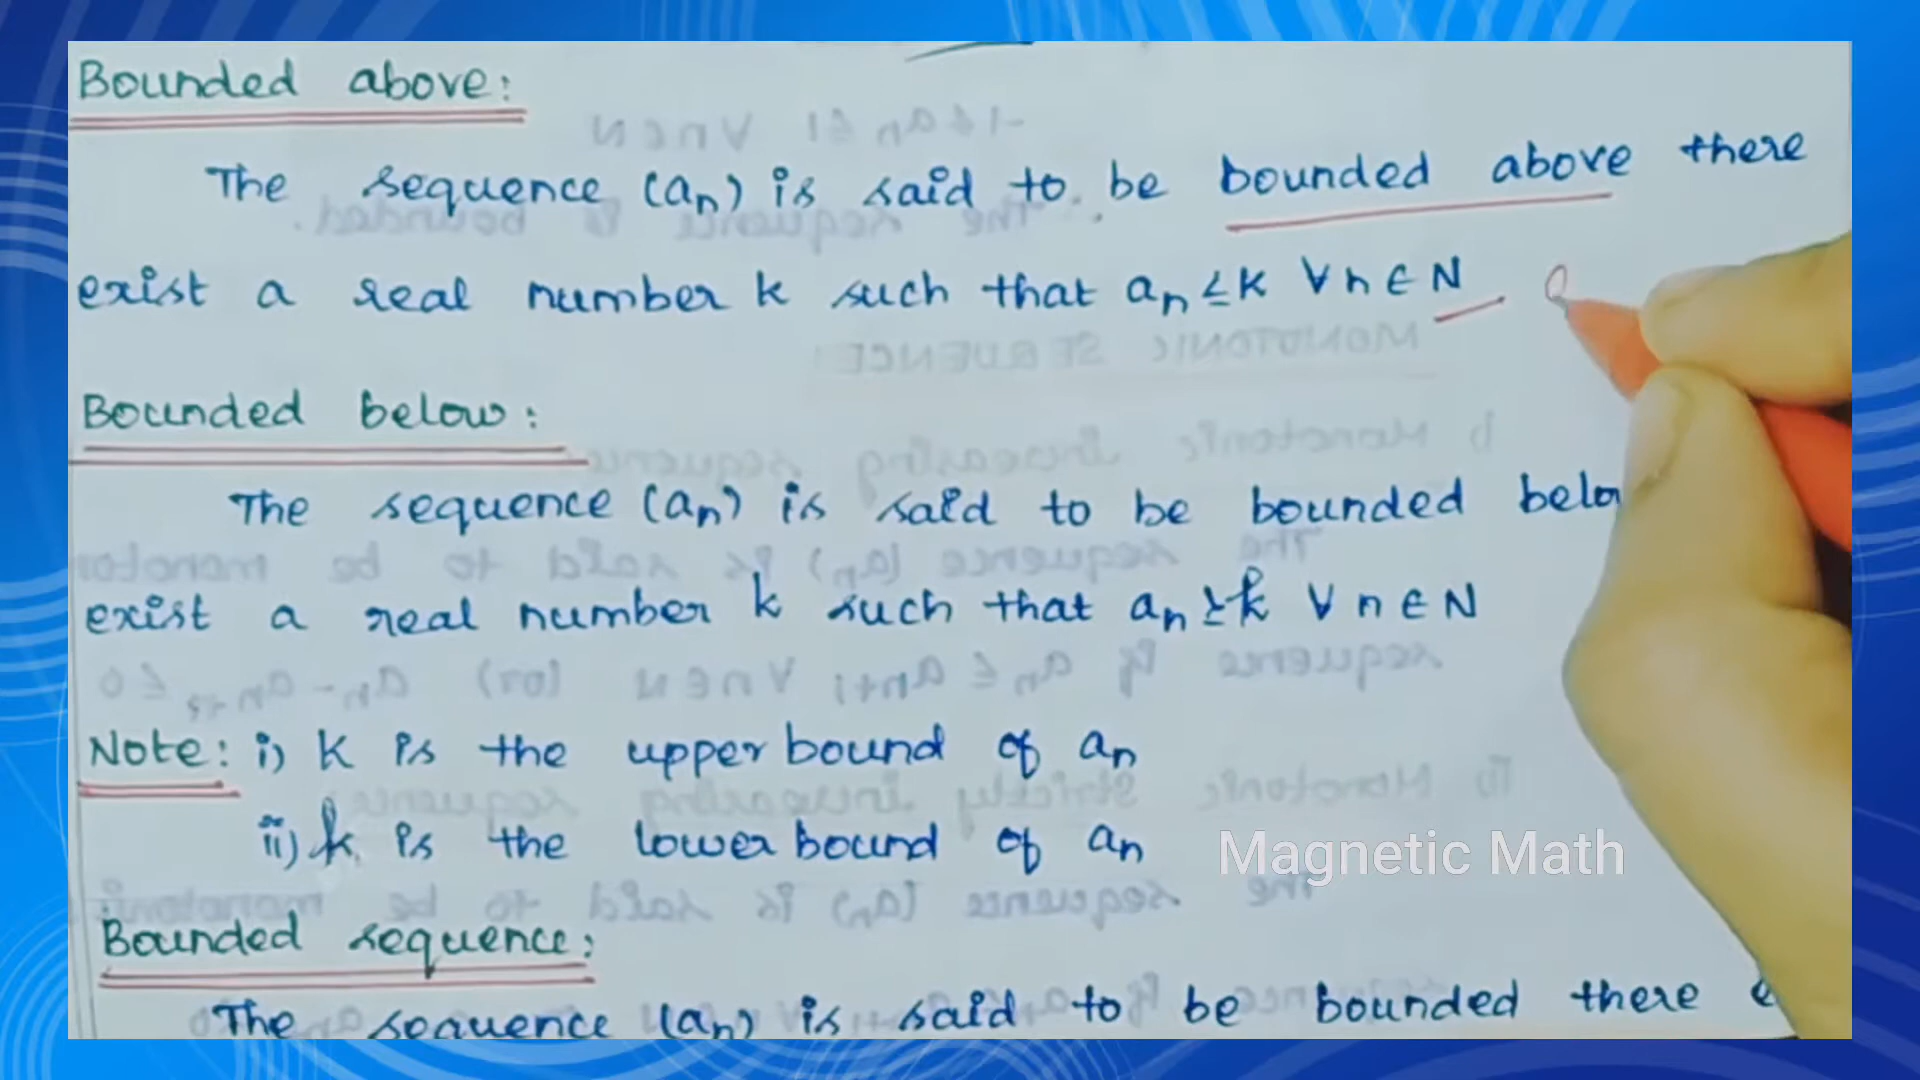 Bounded above:
The sequence (aₙ) is said to be bounded above there
exist a real number K such that aₙ ≤ K ∀ n ∈ N
Bounded below:
The sequence (aₙ) is said to be bounded
exist a real number k such that aₙ ≥ k ∀ n ∈ N
Note: i) K is the upper bound of aₙ
ii) k is the lower bound of aₙ
Magnetic Math
Bounded sequence:
The sequence (aₙ) is said to be bounded there